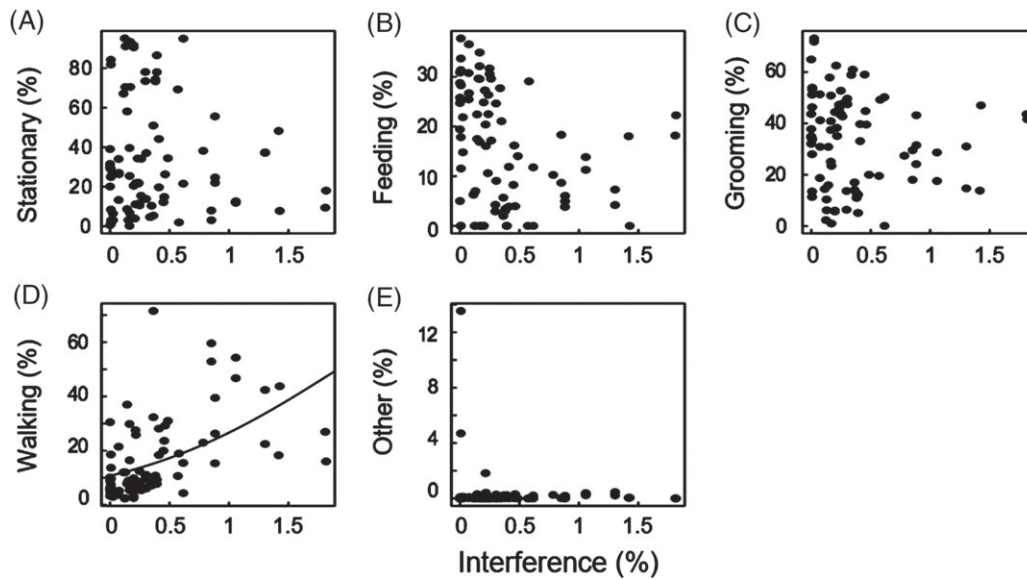 (A)
Stationary (%)
80
60
40
20
0
0 0.5 1 1.5
(B)
Feeding (%)
30
20
10
0
0 0.5 1 1.5
(C)
Grooming (%)
60
40
20
0
0 0.5 1 1.5
(D)
Walking (%)
60
40
20
0
0 0.5 1 1.5
(E)
Other (%)
12
8
4
0
0 0.5 1 1.5
Interference (%)